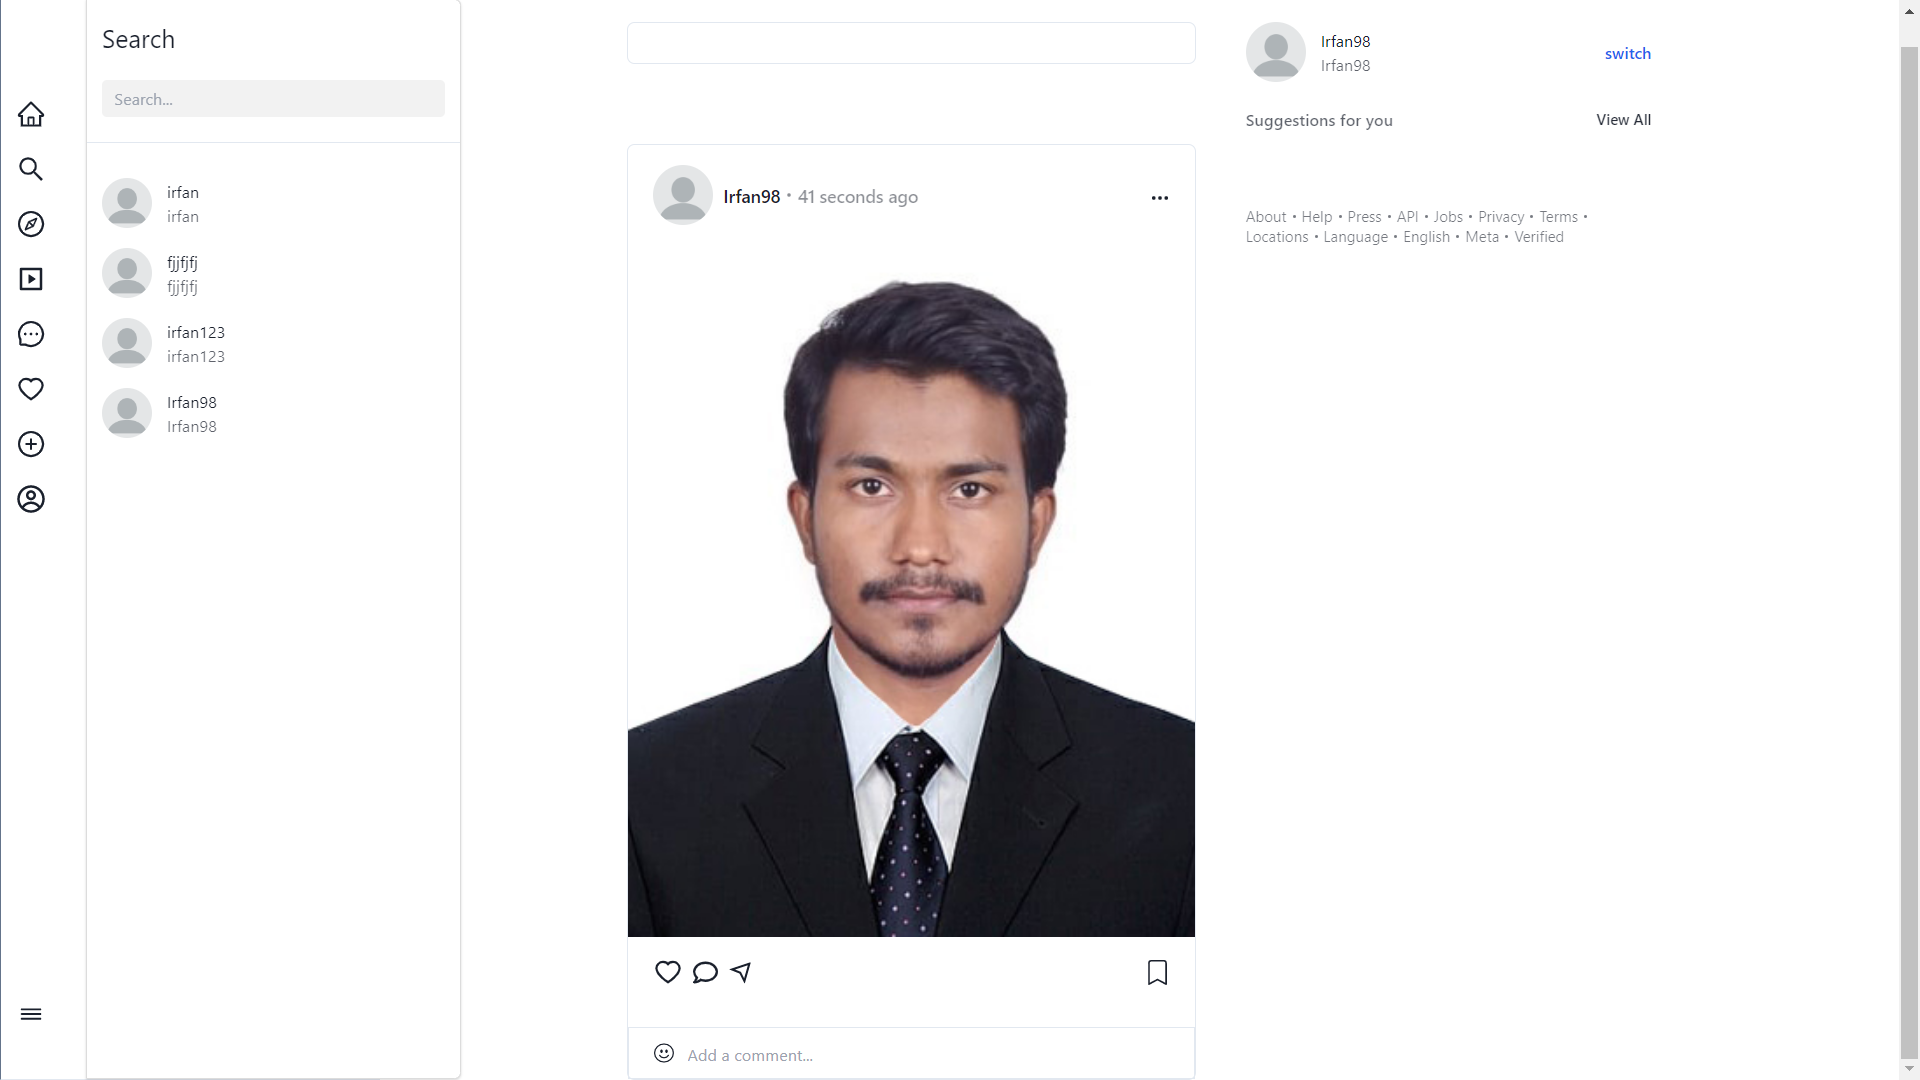 Search
Search...
irfan
irfan
fjjfjfj
fjjfjfj
irfan123
irfan123
Irfan98
Irfan98
Irfan98 • 41 seconds ago
Add a comment...
Irfan98
Irfan98
switch
Suggestions for you
View All
About • Help • Press • API • Jobs • Privacy • Terms •
Locations • Language • English • Meta • Verified